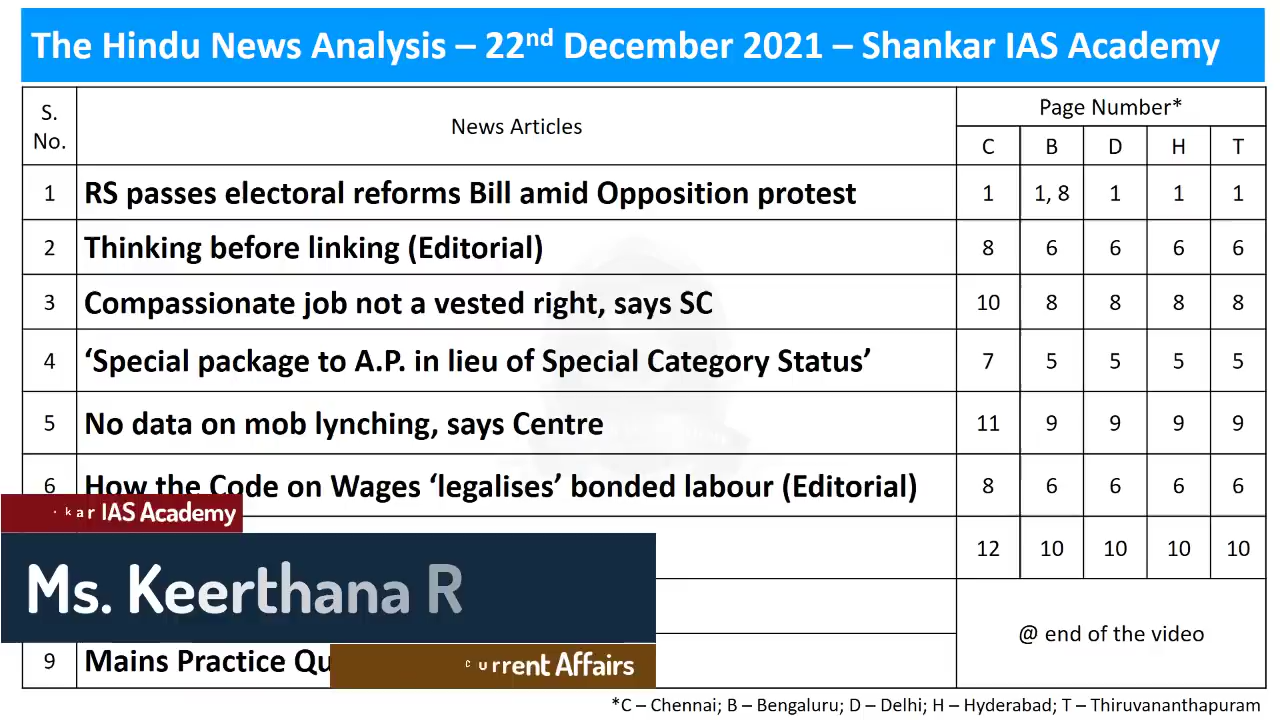 The Hindu News Analysis – 22nd December 2021 – Shankar IAS Academy
S. No. News Articles Page Number*
C B D H T
1 RS passes electoral reforms Bill amid Opposition protest 1 1, 8 1 1 1
2 Thinking before linking (Editorial) 8 6 6 6 6
3 Compassionate job not a vested right, says SC 10 8 8 8 8
4 ‘Special package to A.P. in lieu of Special Category Status’ 7 5 5 5 5
5 No data on mob lynching, says Centre 11 9 9 9 9
6 How the Code on Wages ‘legalises’ bonded labour (Editorial) 8 6 6 6 6
kar IAS Academy
12 10 10 10 10
Ms. Keerthana R
@ end of the video
9 Mains Practice Qu
Current Affairs
*C – Chennai; B – Bengaluru; D – Delhi; H – Hyderabad; T – Thiruvananthapuram